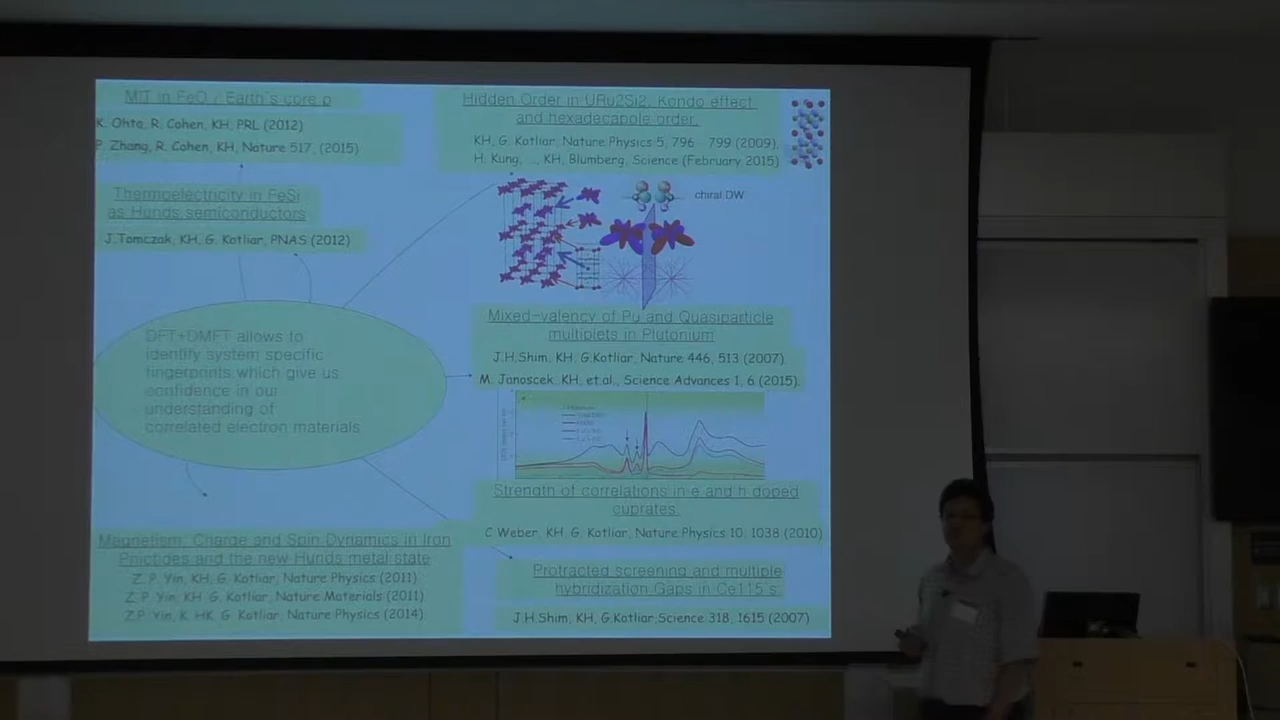 MIT in FeO / Earth's core p
K. Ohta, R. Cohen, KH, PRL (2012)
P. Zhang, R. Cohen, KH, Nature 517, (2015)
Thermoelectricity in FeSi
as Hunds semiconductors
J.Tomczak, KH, G. Kotliar, PNAS (2012)
DFT+DMFT allows to
identify system specific
fingerprints which give us
confidence in our
understanding of
correlated electron materials
Magnetism, Charge and Spin Dynamics in Iron
Pnictides and the new Hunds metal state
Z. P. Yin, KH, G. Kotliar, Nature Physics (2011)
Z. P. Yin, KH, G. Kotliar, Nature Materials (2011)
Z.P. Yin, K. HK, G. Kotliar, Nature Physics (2014)
Hidden Order in URu2Si2, Kondo effect
and hexadecapole order,
KH, G. Kotliar, Nature Physics 5, 796 799 (2009).
H. Kung, ..., KH, Blumberg, Science (February 2015)
chiral DW
Mixed-valency of Pu and Quasiparticle
multiplets in Plutonium
J.H.Shim, KH, G.Kotliar, Nature 446, 513 (2007).
M. Janoscek, KH, et.al., Science Advances 1, 6 (2015).
Strength of correlations in e and h doped
cuprates
C Weber, KH, G. Kotliar, Nature Physics 10, 1038 (2010)
Protracted screening and multiple
hybridization Gaps in Ce115 s
J.H.Shim, KH, G.Kotliar,Science 318, 1615 (2007)